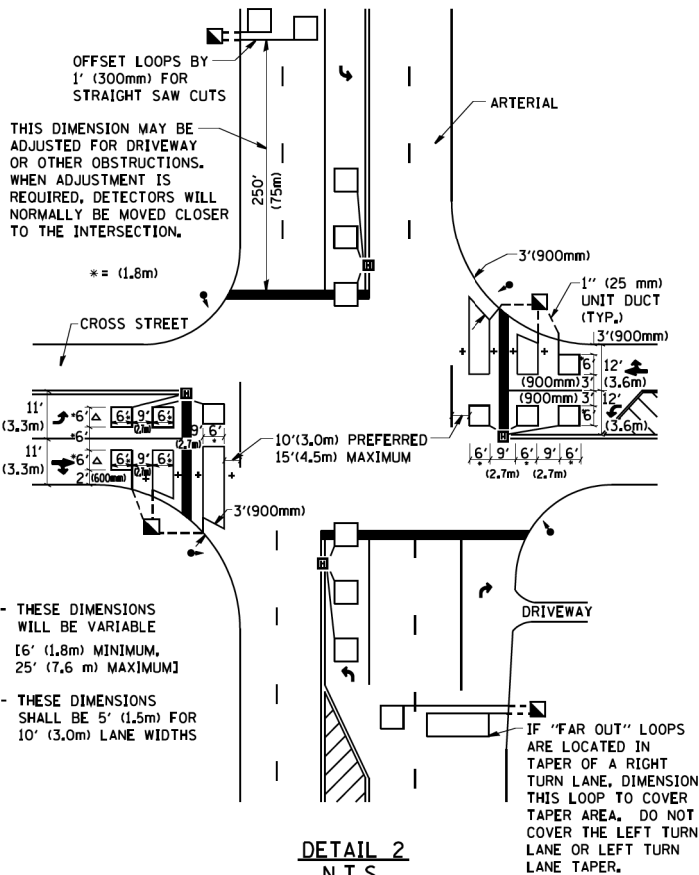 OFFSET LOOPS BY
1' (300mm) FOR
STRAIGHT SAW CUTS
ARTERIAL
THIS DIMENSION MAY BE
ADJUSTED FOR DRIVEWAY
OR OTHER OBSTRUCTIONS.
WHEN ADJUSTMENT IS
REQUIRED, DETECTORS WILL
NORMALLY BE MOVED CLOSER
TO THE INTERSECTION.
250'
(75m)
* = (1.8m)
H
3'(900mm)
1'' (25 mm)
UNIT DUCT
(TYP.)
CROSS STREET
3'(900mm)
+ + + +
*6' 12'
(3.6m)
(900mm) 3'
(900mm) 3' 12'
*6'
(3.6m)
H
6' 9' 6' 9' 6'
* (2.7m) * (2.7m) *
H
11'
(3.3m)
*6' △ 6' 9' 6'
(2.7m)
*6'
9' 6'
(2.7m) *
11'
(3.3m)
*6' △ 6' 9' 6'
(2.7m)
2' (600mm)
+ + +
10'(3.0m) PREFERRED
15'(4.5m) MAXIMUM
3'(900mm)
H
- THESE DIMENSIONS
WILL BE VARIABLE
[6' (1.8m) MINIMUM,
25' (7.6 m) MAXIMUM]
- THESE DIMENSIONS
SHALL BE 5' (1.5m) FOR
10' (3.0m) LANE WIDTHS
DRIVEWAY
IF "FAR OUT" LOOPS
ARE LOCATED IN
TAPER OF A RIGHT
TURN LANE, DIMENSION
THIS LOOP TO COVER
TAPER AREA. DO NOT
COVER THE LEFT TURN
LANE OR LEFT TURN
LANE TAPER.
DETAIL 2
N.T.S.